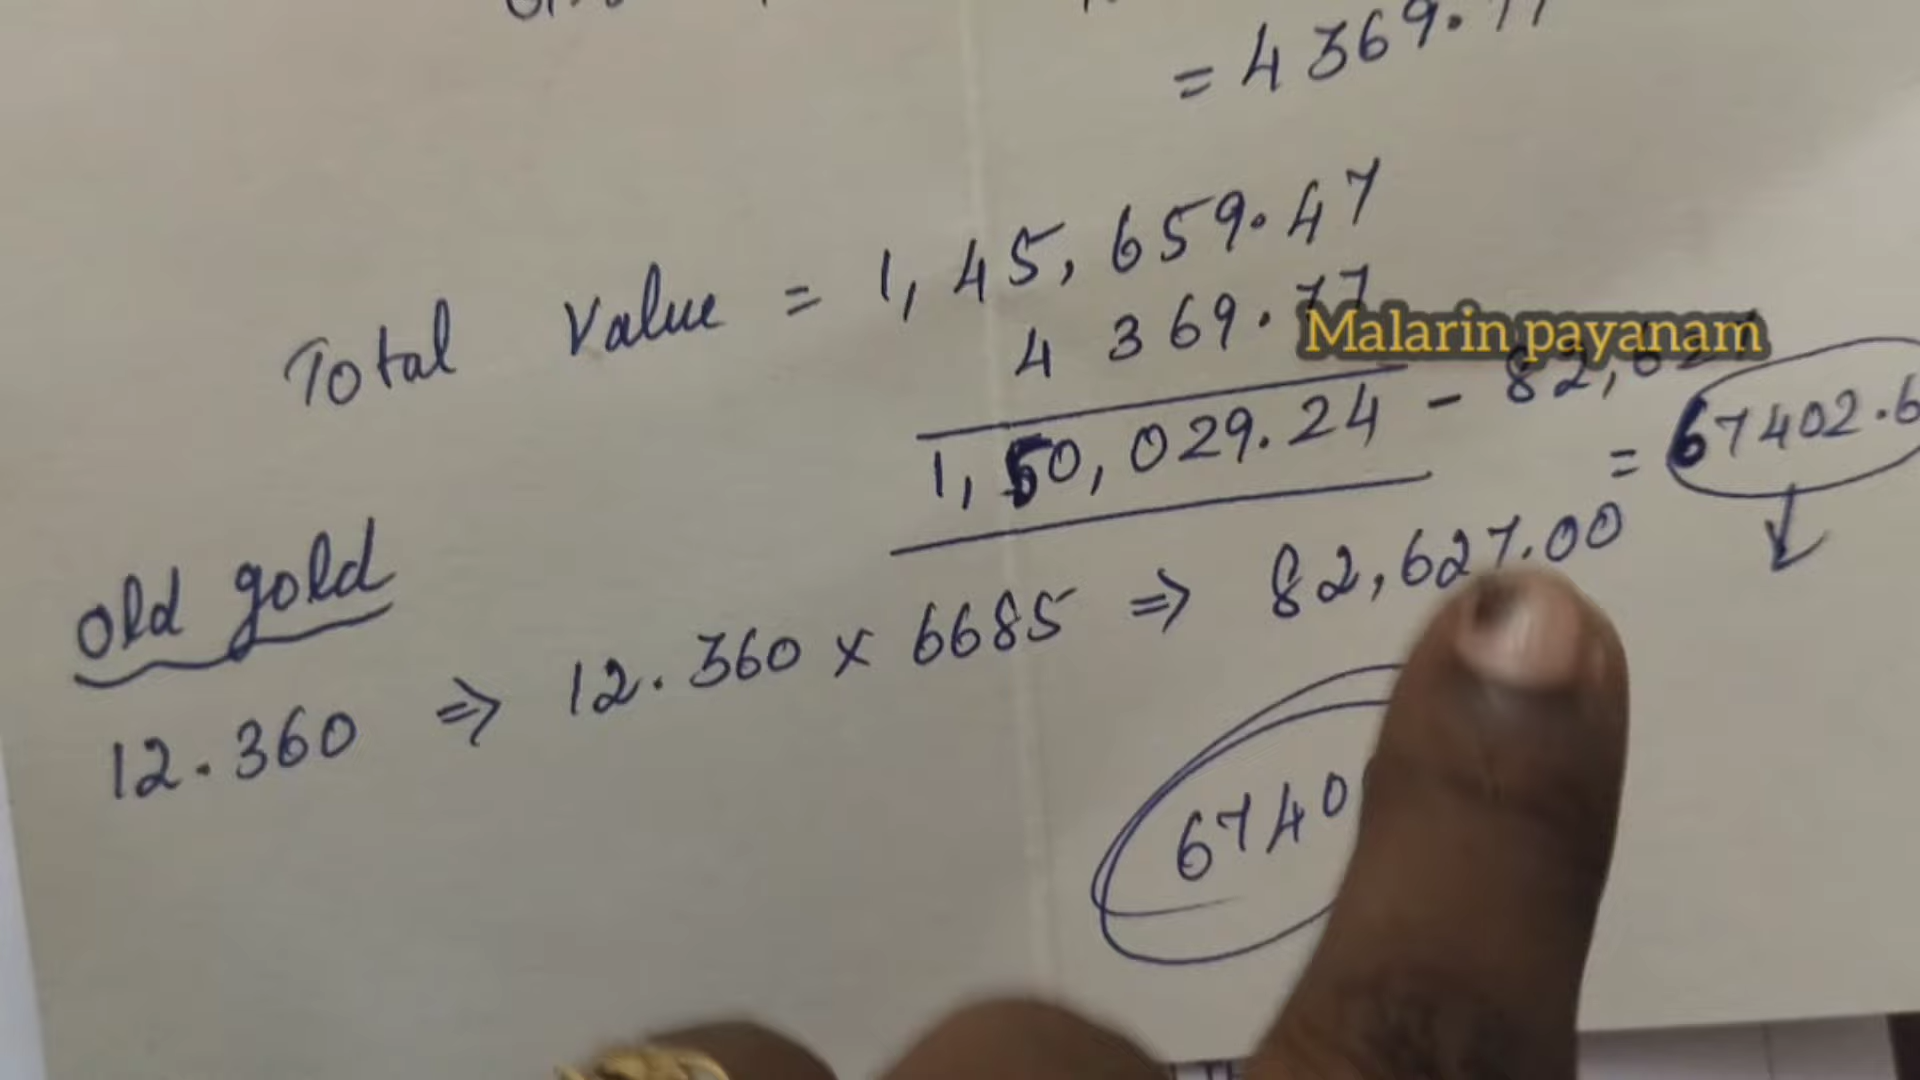 = 4369.77
Total Value = 1,45,659.47
4369.77
Malarin payanam
1,50,029.24 - 82,627
= 67402.6
Old gold
12.360 ⇒ 12.360 × 6685 ⇒ 82,627.00
6740